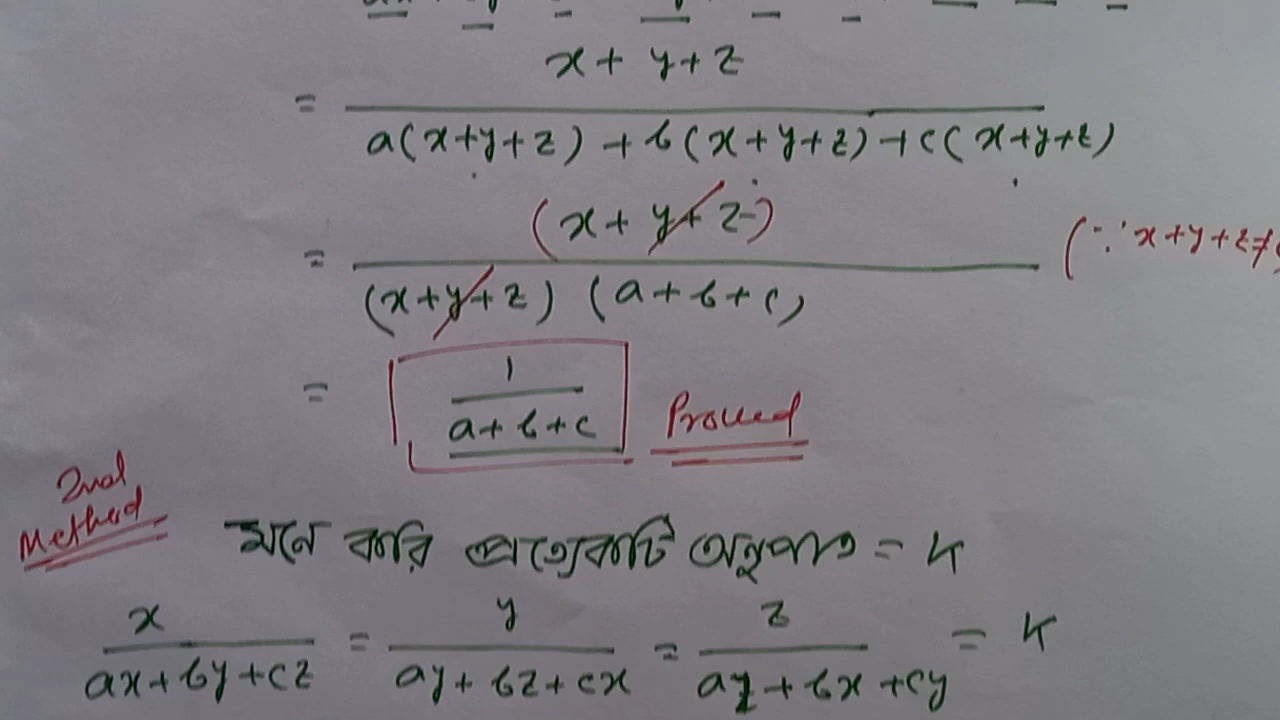 x + y + z
= a(x+y+z) + b(x+y+z) + c(x+y+z)
(x + y + z)
= (x+y+z) (a+b+c) (∵ x+y+z≠
1
= a+b+c Proved
2nd
Method
মনে করি প্রত্যেকটি অনুপাত = K
x y z
ax+by+cz = ay+bz+cx = az+bx+cy = K